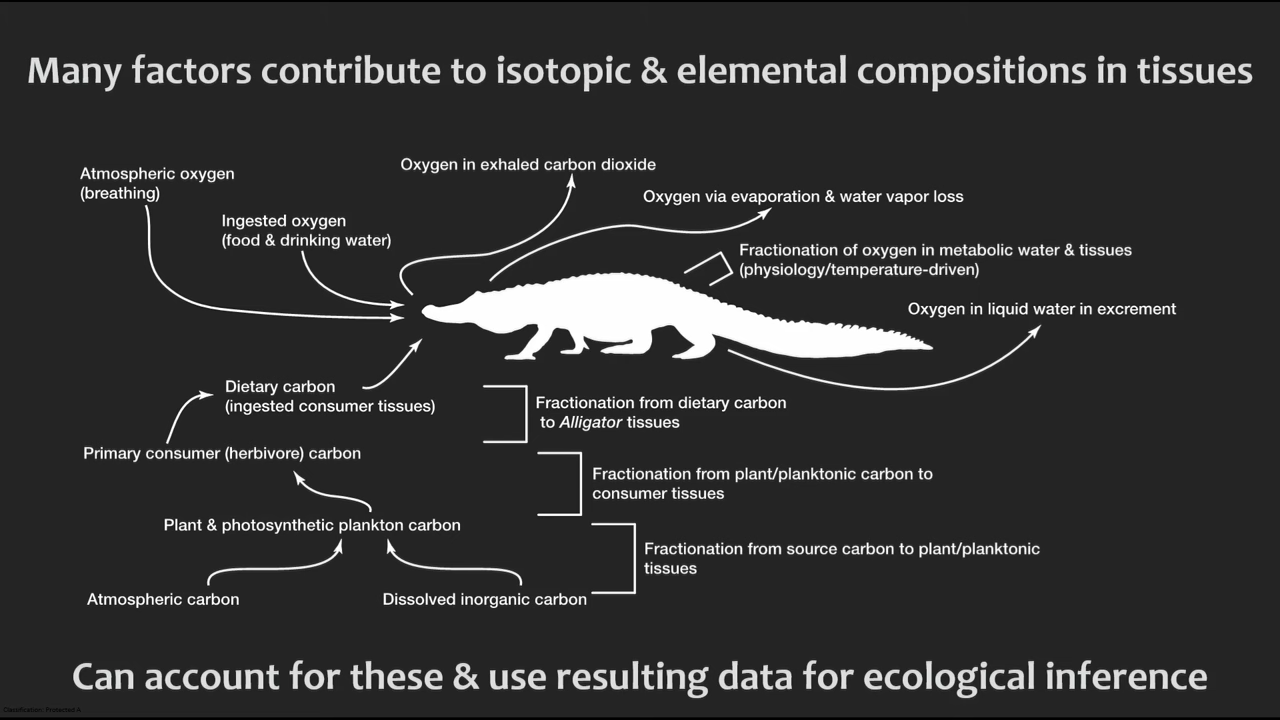 Many factors contribute to isotopic & elemental compositions in tissues
Oxygen in exhaled carbon dioxide
Atmospheric oxygen
(breathing)
Oxygen via evaporation & water vapor loss
Ingested oxygen
(food & drinking water)
Fractionation of oxygen in metabolic water & tissues
(physiology/temperature-driven)
Oxygen in liquid water in excrement
Dietary carbon
(ingested consumer tissues)
Fractionation from dietary carbon
to Alligator tissues
Primary consumer (herbivore) carbon
Fractionation from plant/planktonic carbon to
consumer tissues
Plant & photosynthetic plankton carbon
Fractionation from source carbon to plant/planktonic
tissues
Atmospheric carbon
Dissolved inorganic carbon
Can account for these & use resulting data for ecological inference
Classification: Protected A